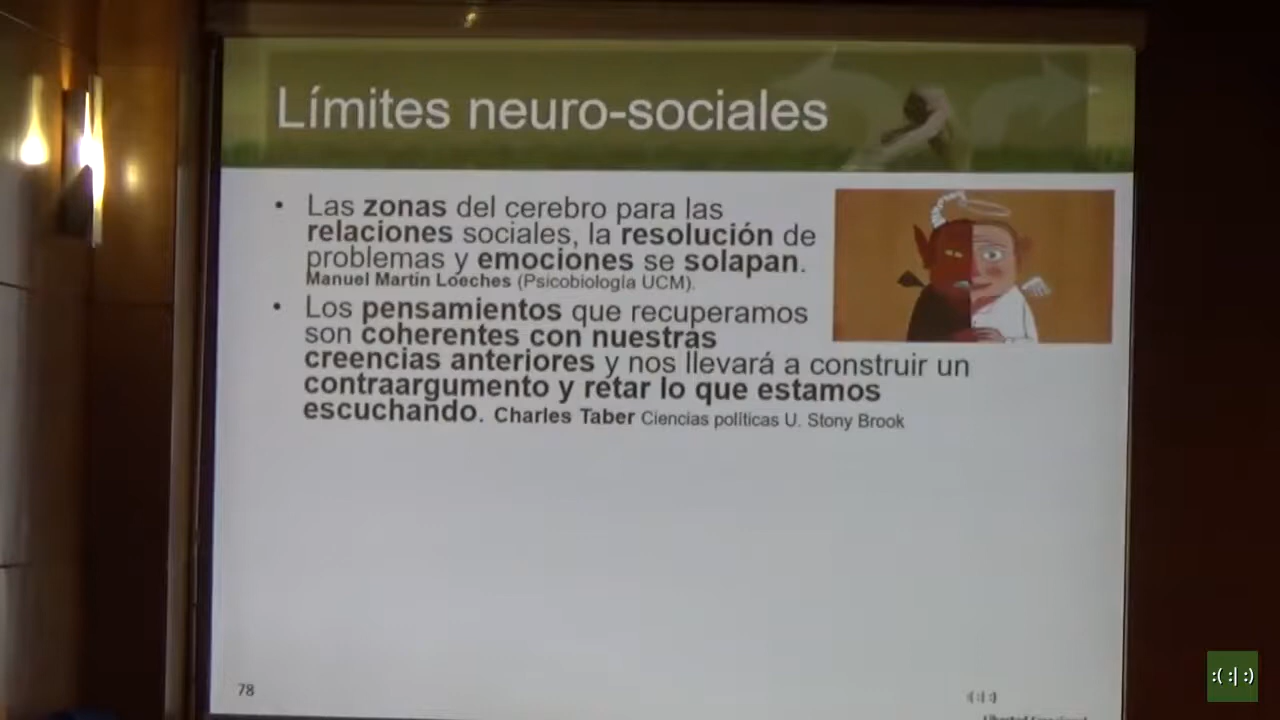 Límites neuro-sociales
• Las zonas del cerebro para las
relaciones sociales, la resolución de
problemas y emociones se solapan.
Manuel Martín Loeches (Psicobiología UCM).
• Los pensamientos que recuperamos
son coherentes con nuestras
creencias anteriores y nos llevará a construir un
contraargumento y retar lo que estamos
escuchando. Charles Taber Ciencias políticas U. Stony Brook
78
:( :| :)
:( :| :)